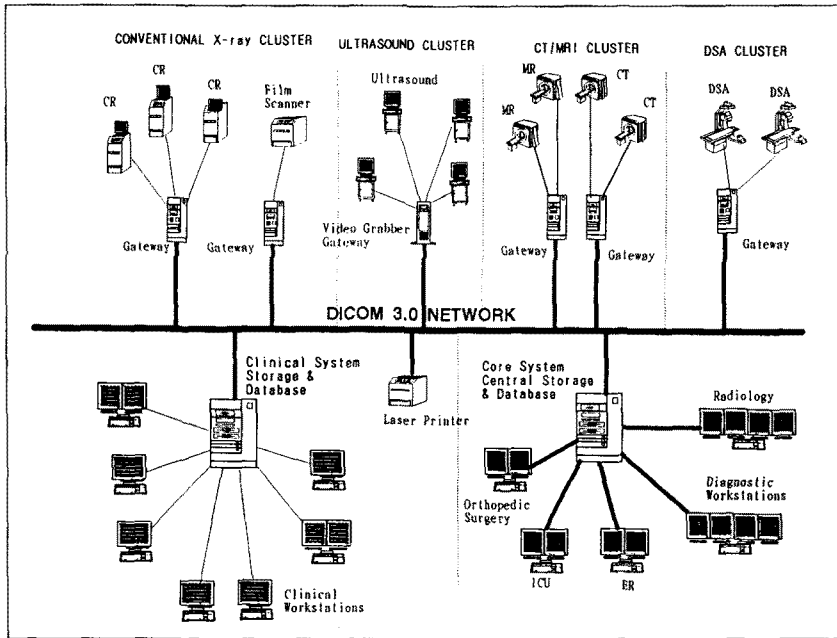 CONVENTIONAL X-ray CLUSTER
ULTRASOUND CLUSTER
CT/MRI CLUSTER
DSA CLUSTER
CR
CR
CR
Film
Scanner
Ultrasound
MR
MR
CT
CT
DSA
DSA
Gateway
Gateway
Video Grabber
Gateway
Gateway
Gateway
Gateway
DICOM 3.0 NETWORK
Clinical System
Storage &
Database
Laser Printer
Core System
Central Storage
& Database
Radiology
Orthopedic
Surgery
Diagnostic
Workstations
ICU
ER
Clinical
Workstations